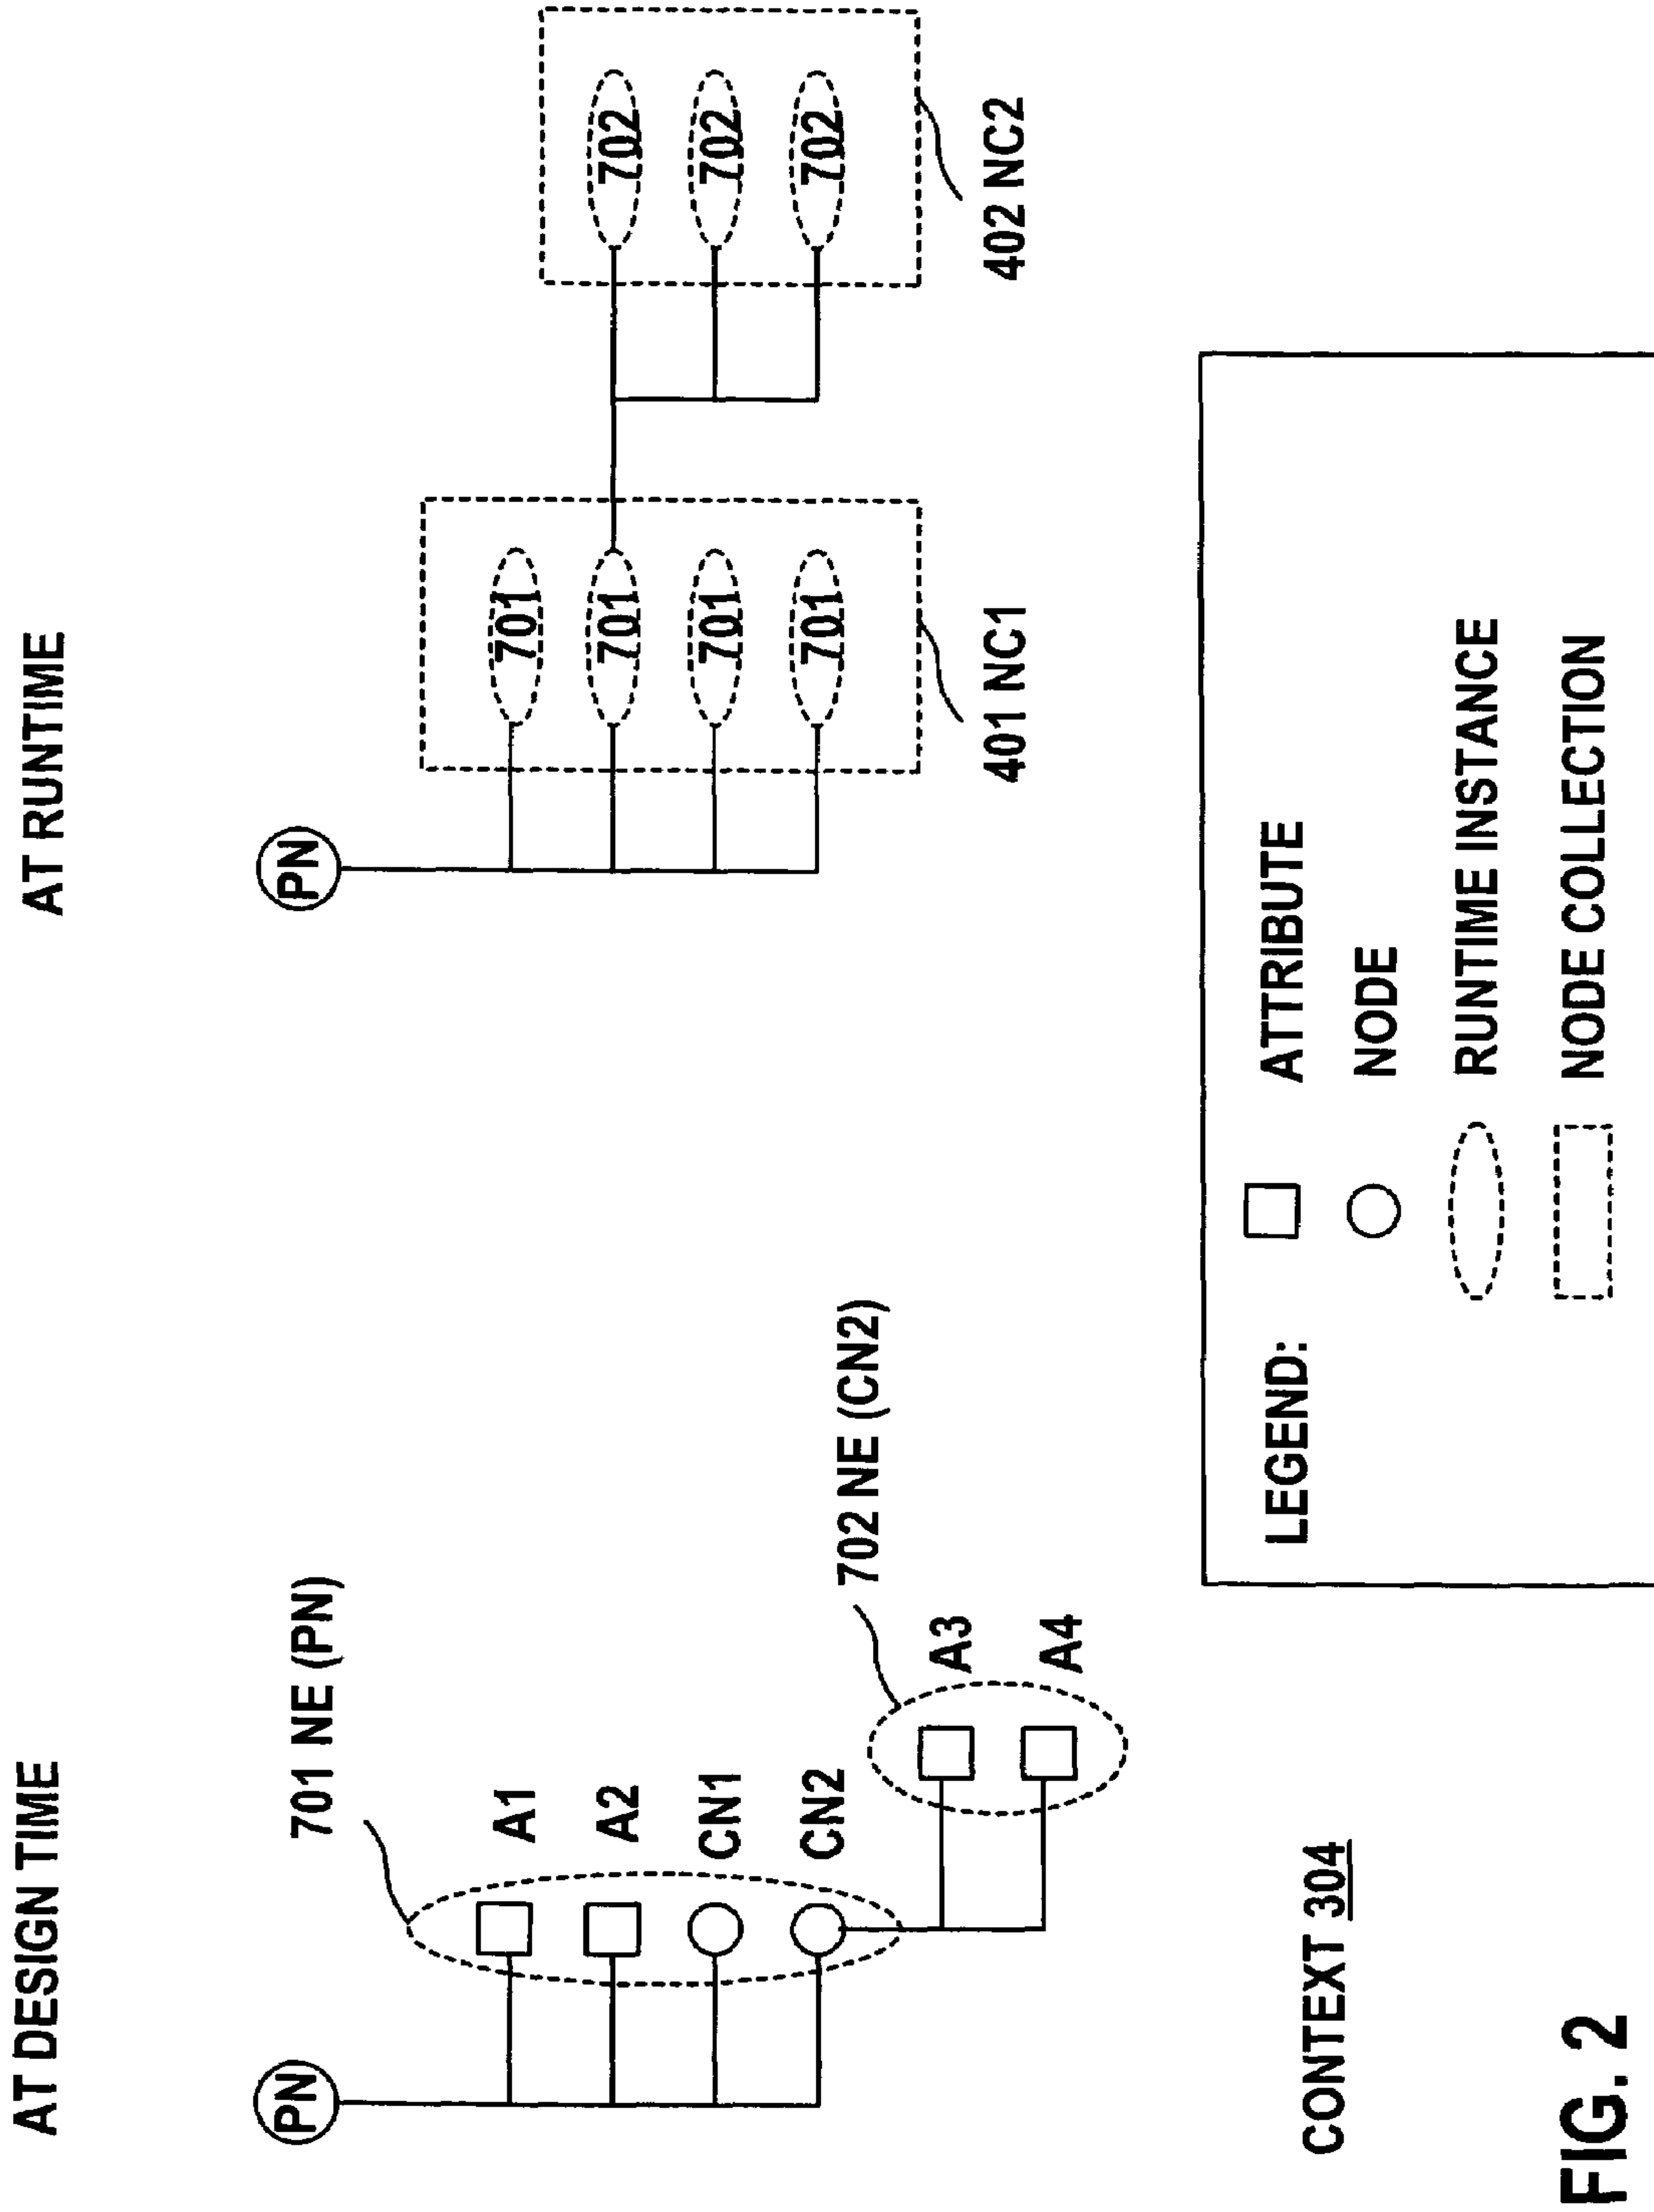 AT DESIGN TIME
PN
701 NE (PN)
A1
A2
CN1
CN2
702 NE (CN2)
A3
A4
CONTEXT 304
AT RUNTIME
PN
701
701
701
701
401 NC1
702
702
702
402 NC2
LEGEND:
ATTRIBUTE
NODE
RUNTIME INSTANCE
NODE COLLECTION
FIG. 2